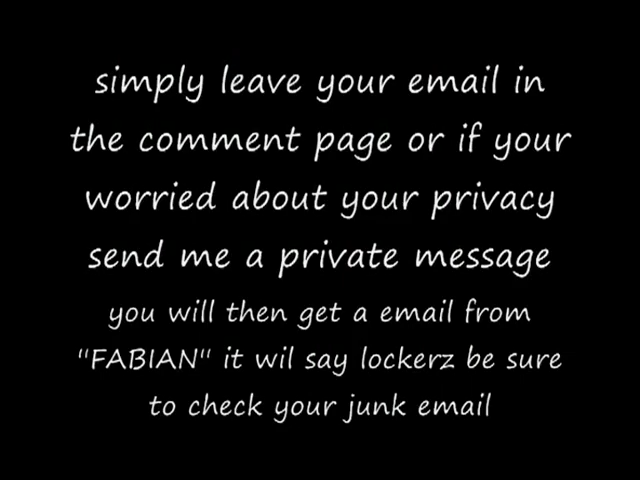 simply leave your email in
the comment page or if your
worried about your privacy
send me a private message
you will then get a email from
"FABIAN" it wil say lockerz be sure
to check your junk email